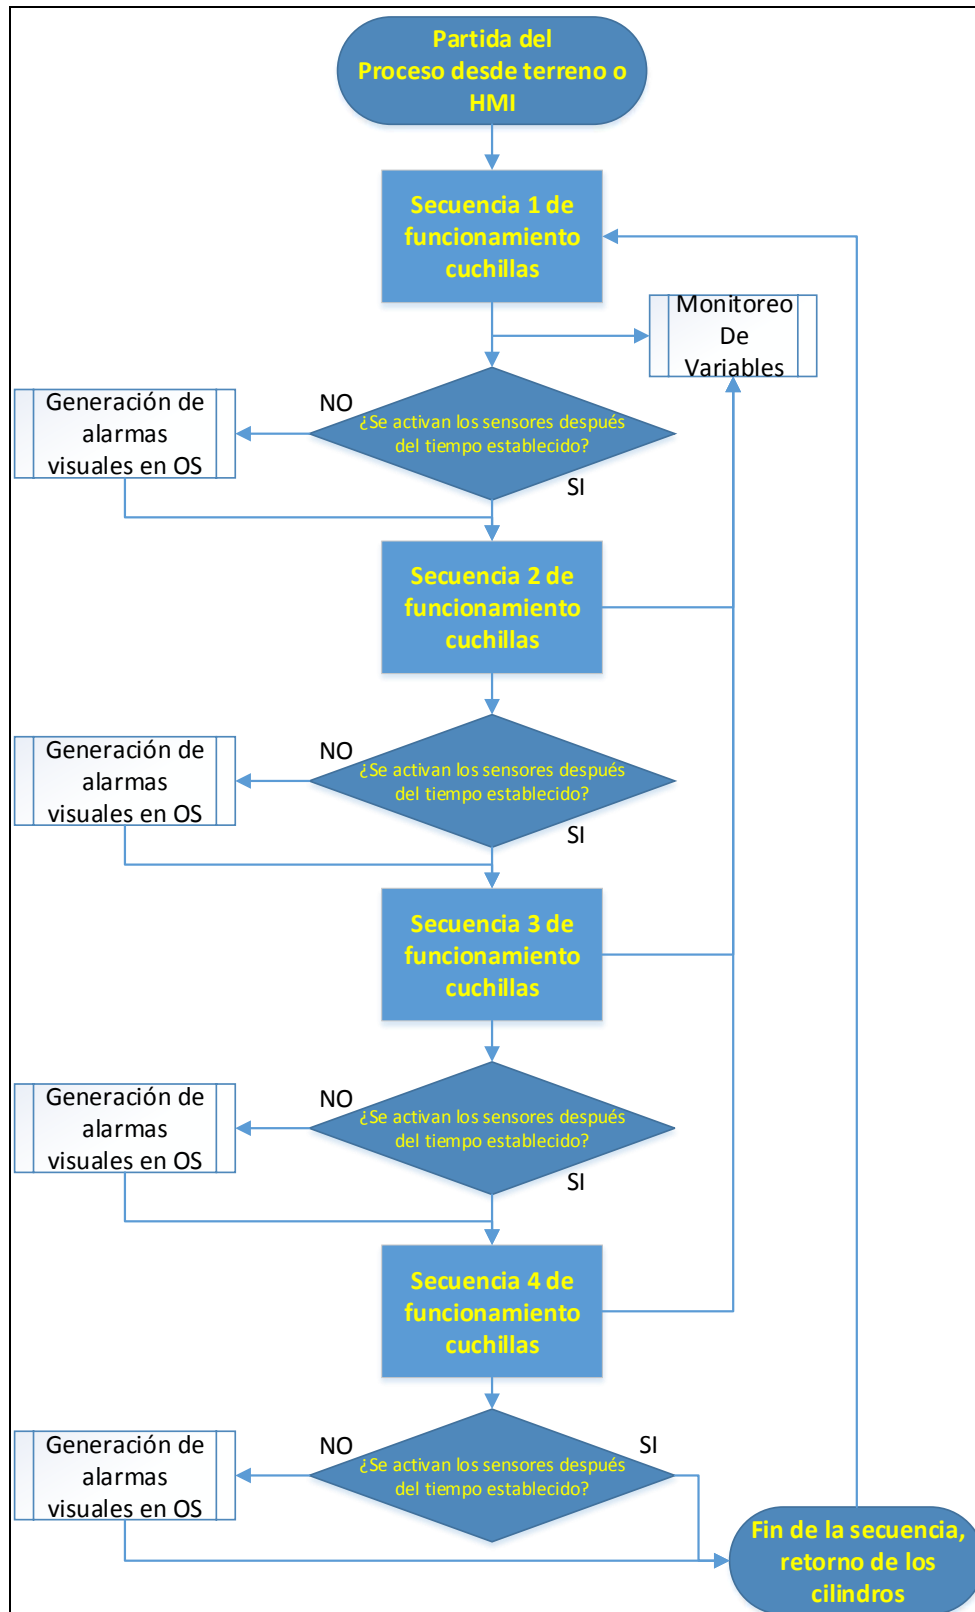 Partida del
Proceso desde terreno o
HMI
Secuencia 1 de
funcionamiento
cuchillas
Monitoreo
De
Variables
Generación de
alarmas
visuales en OS
NO
¿Se activan los sensores después
del tiempo establecido?
SI
Secuencia 2 de
funcionamiento
cuchillas
Generación de
alarmas
visuales en OS
NO
¿Se activan los sensores después
del tiempo establecido?
SI
Secuencia 3 de
funcionamiento
cuchillas
Generación de
alarmas
visuales en OS
NO
¿Se activan los sensores después
del tiempo establecido?
SI
Secuencia 4 de
funcionamiento
cuchillas
Generación de
alarmas
visuales en OS
NO
¿Se activan los sensores después
del tiempo establecido?
SI
Fin de la secuencia,
retorno de los
cilindros